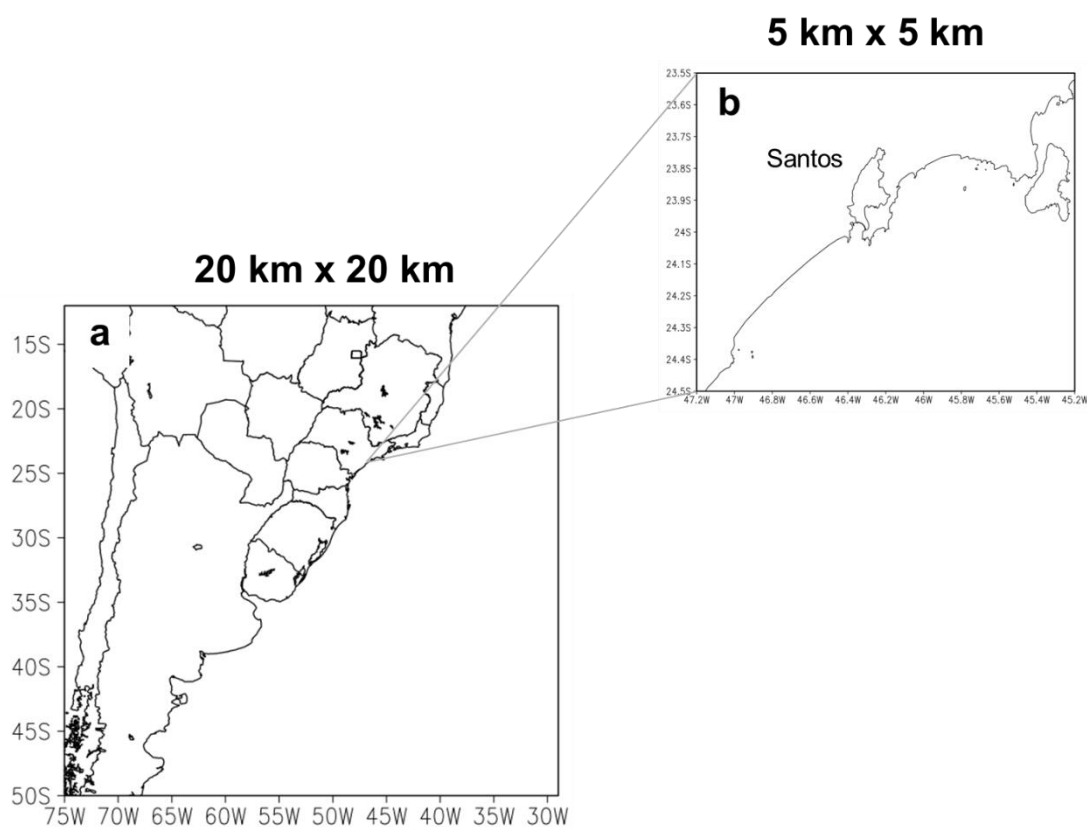 5 km x 5 km
b
23.5S
23.6S
23.7S
23.8S
23.9S
24S
24.1S
24.2S
24.3S
24.4S
24.5S
Santos
47.2W 47W 46.8W 46.6W 46.4W 46.2W 46W 45.8W 45.6W 45.4W 45.2W
20 km x 20 km
a
15S
20S
25S
30S
35S
40S
45S
50S
75W 70W 65W 60W 55W 50W 45W 40W 35W 30W